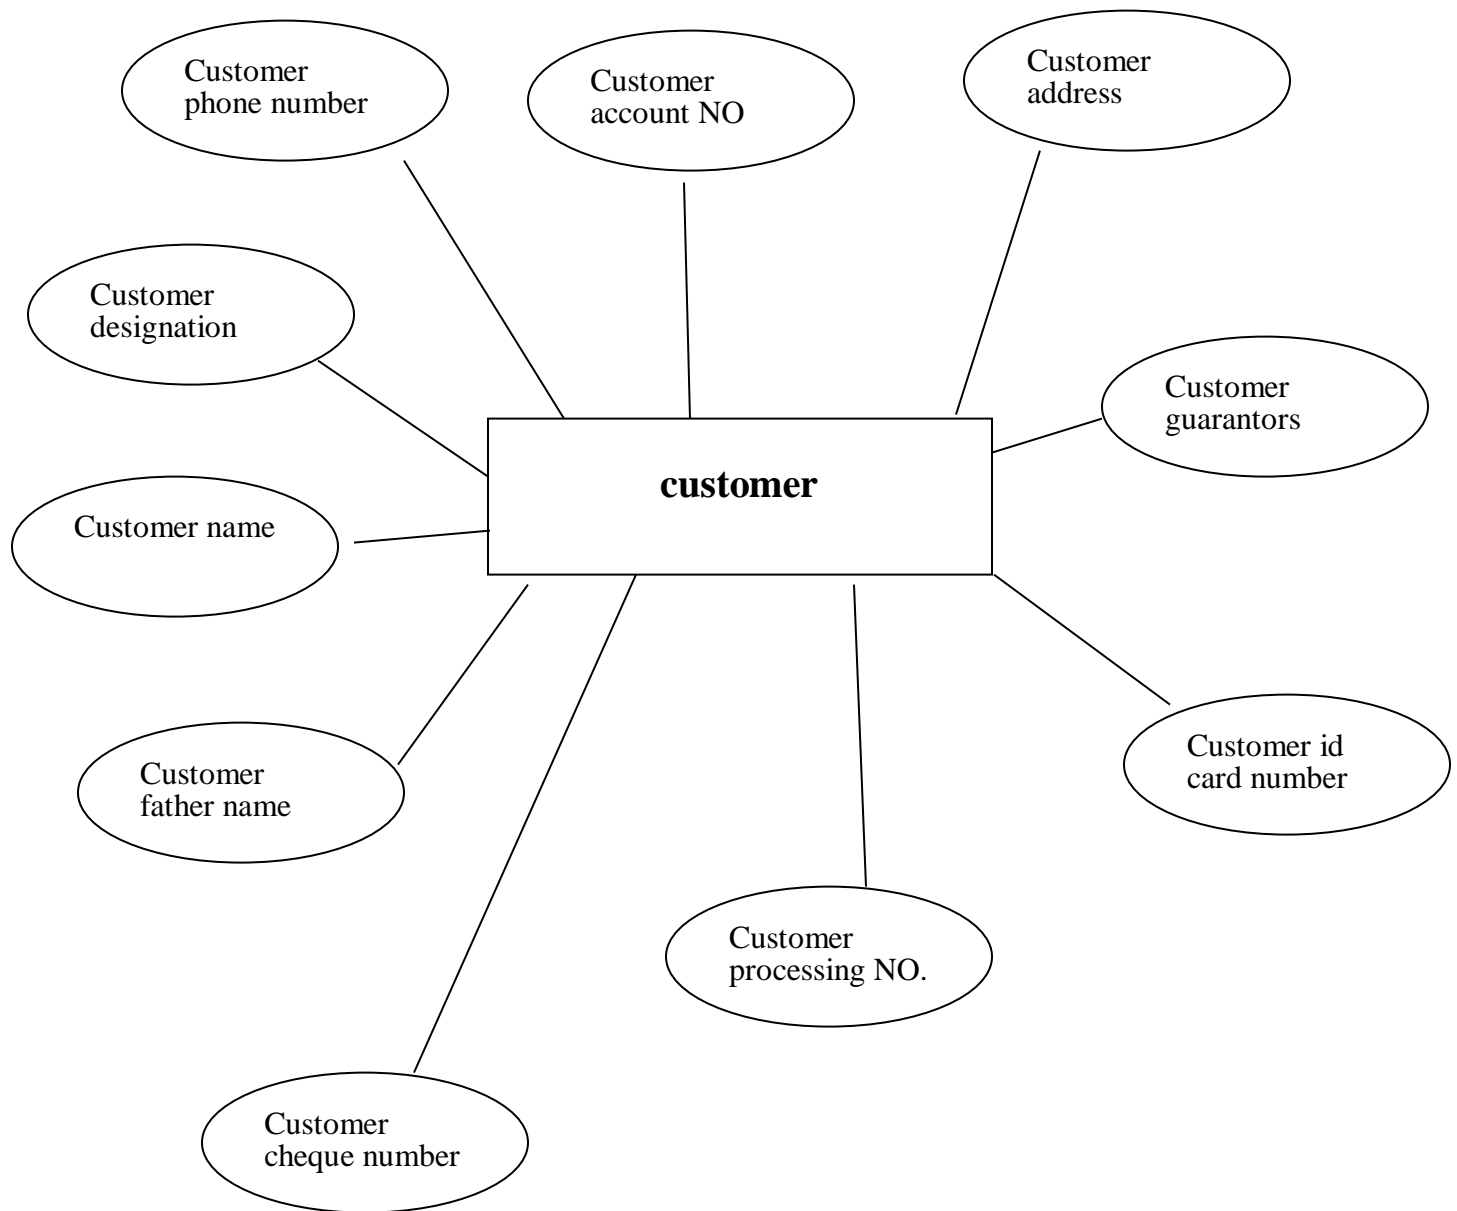 Customer
phone number
Customer
account NO
Customer
address
Customer
designation
Customer
guarantors
customer
Customer name
Customer
father name
Customer id
card number
Customer
processing NO.
Customer
cheque number